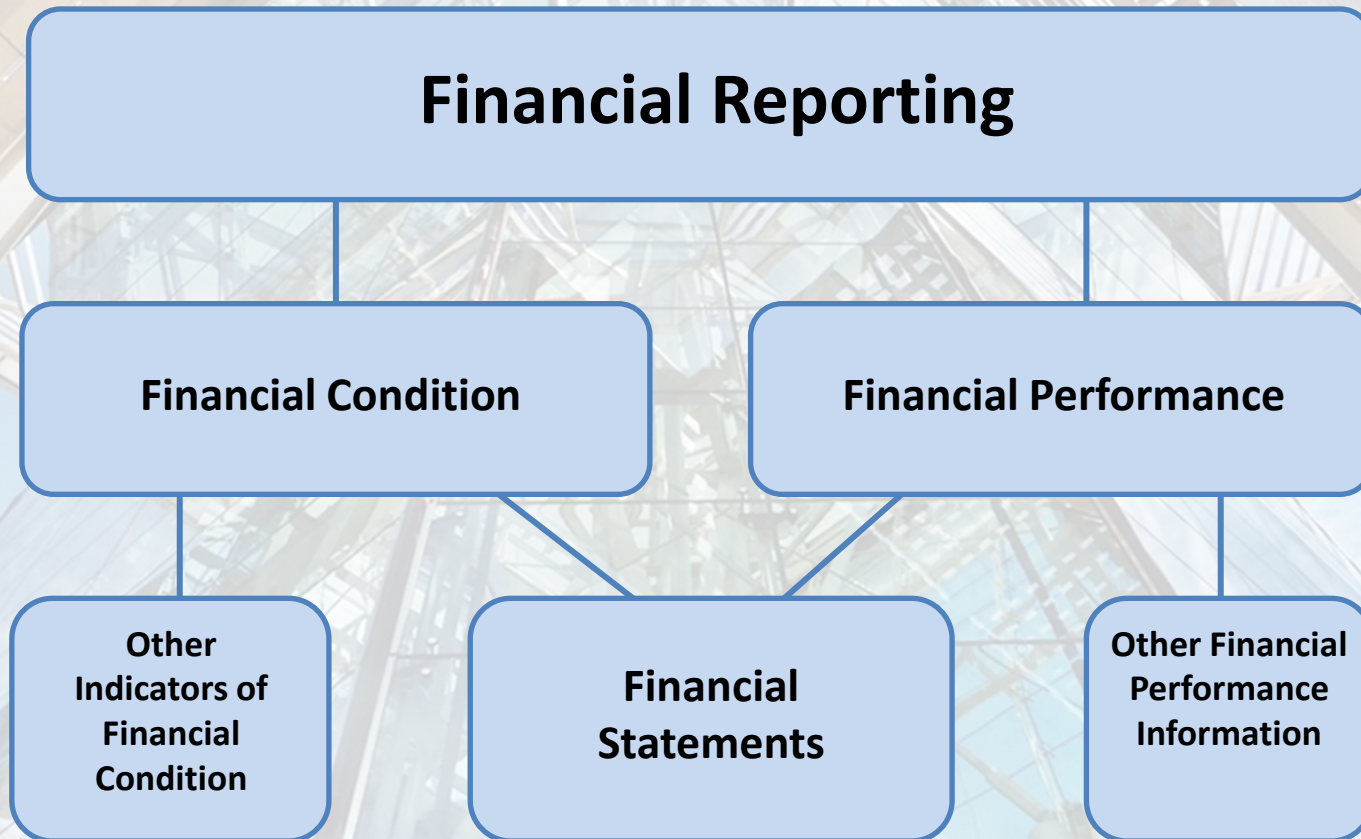 Financial Reporting
Financial Condition
Financial Performance
Other
Indicators of
Financial
Condition
Financial
Statements
Other Financial
Performance
Information